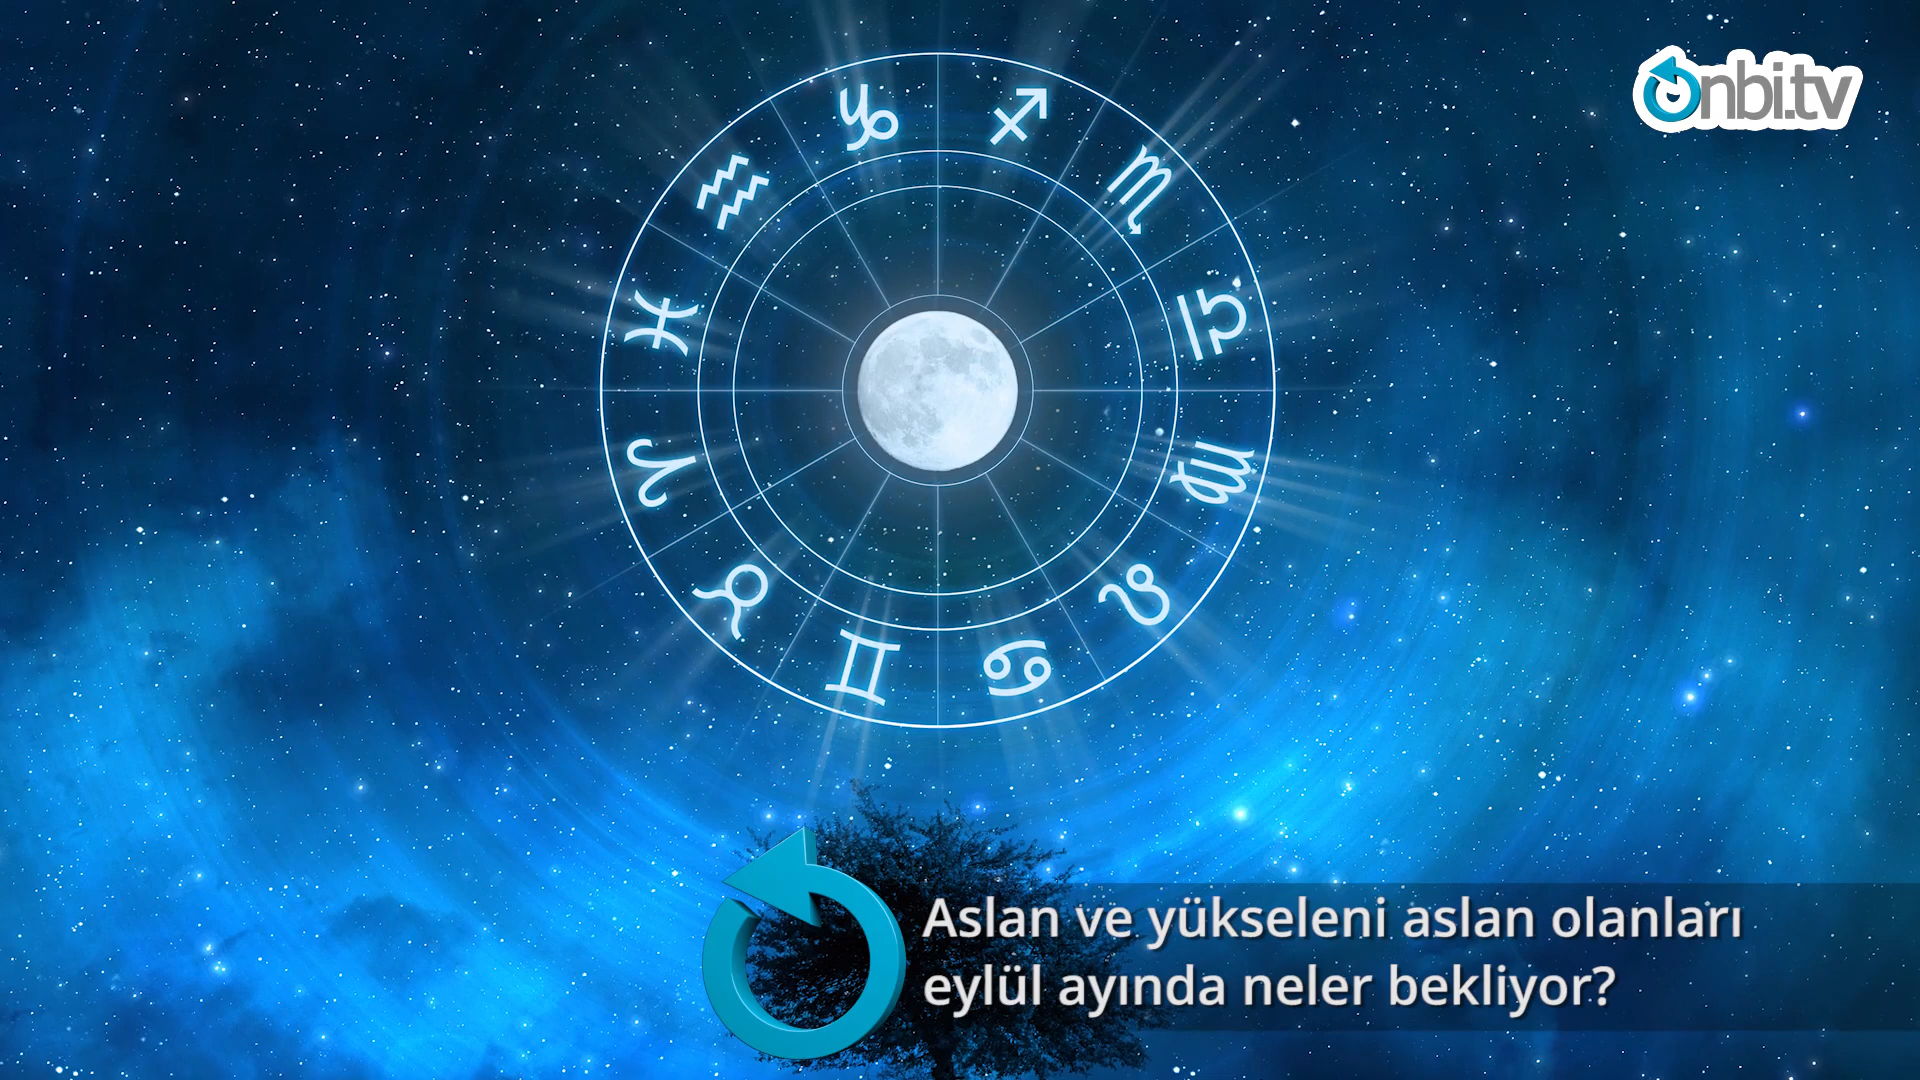 onbi.tv
Aslan ve yükseleni aslan olanları
eylül ayında neler bekliyor?